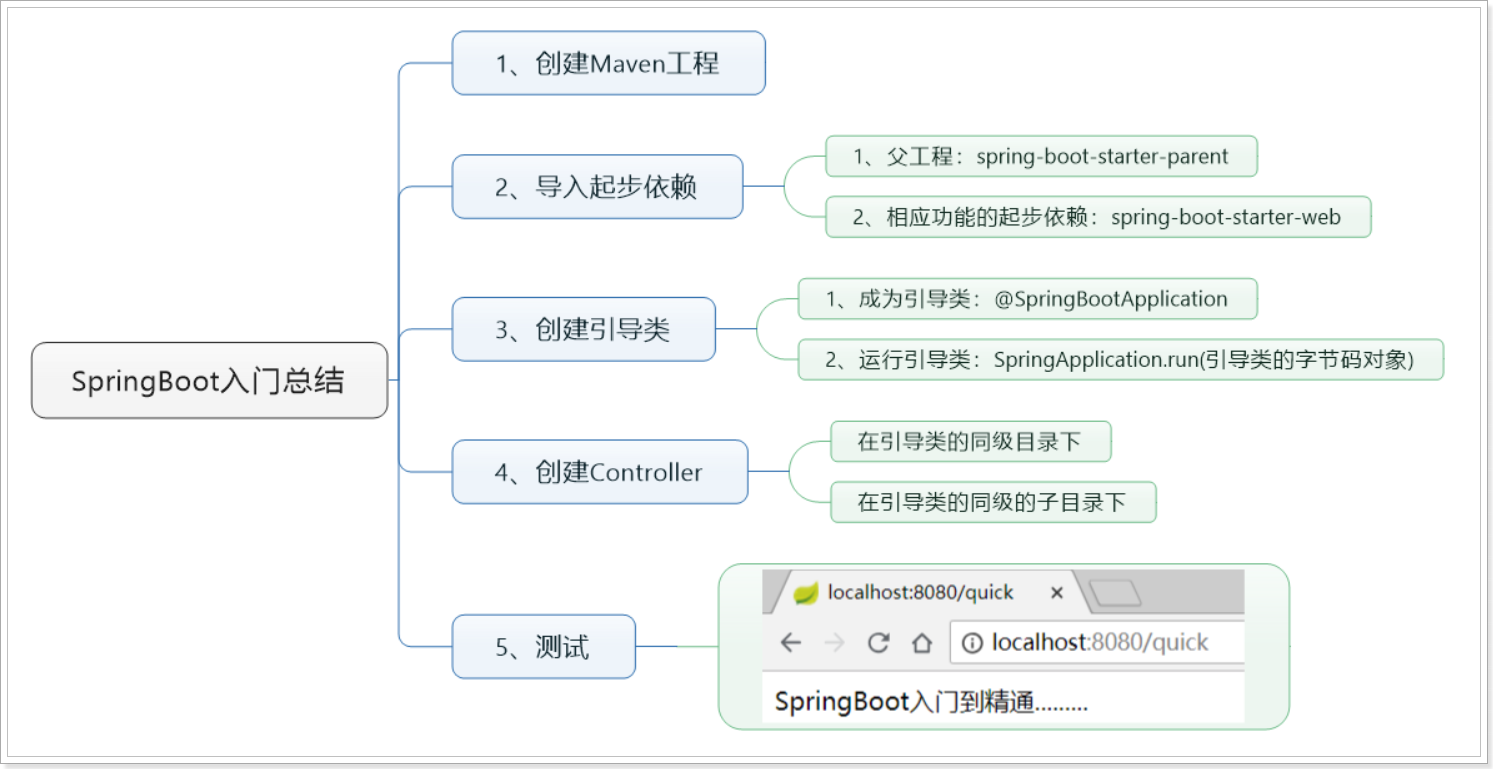 SpringBoot入门总结
1、创建Maven工程
2、导入起步依赖
1、父工程：spring-boot-starter-parent
2、相应功能的起步依赖：spring-boot-starter-web
3、创建引导类
1、成为引导类：@SpringBootApplication
2、运行引导类：SpringApplication.run(引导类的字节码对象)
4、创建Controller
在引导类的同级目录下
在引导类的同级的子目录下
5、测试
localhost:8080/quick
localhost:8080/quick
SpringBoot入门到精通.........